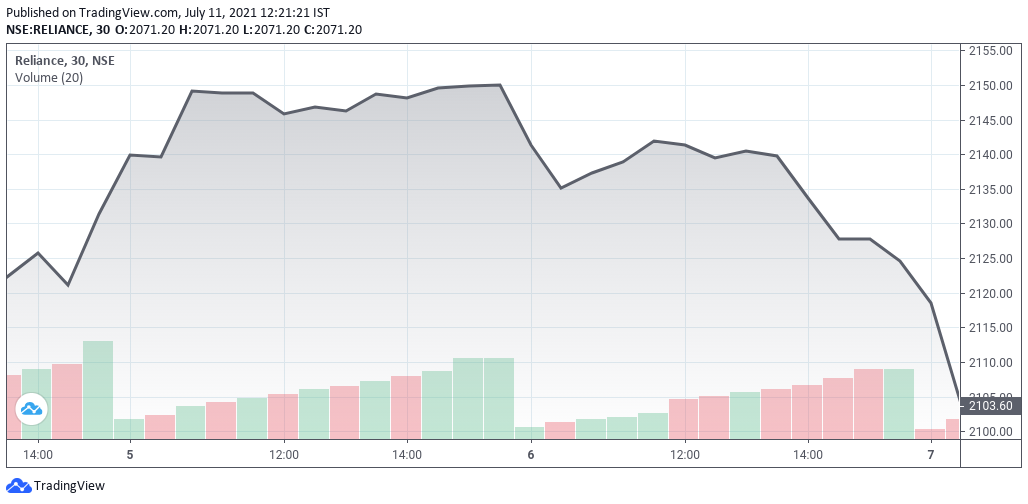 Published on TradingView.com, July 11, 2021 12:21:21 IST
NSE:RELIANCE, 30 O:2071.20 H:2071.20 L:2071.20 C:2071.20
Reliance, 30, NSE
Volume (20)
2155.00
2150.00
2145.00
2140.00
2135.00
2130.00
2125.00
2120.00
2115.00
2110.00
2105.00
2103.60
2100.00
14:00 5 12:00 14:00 6 12:00 14:00 7
TradingView